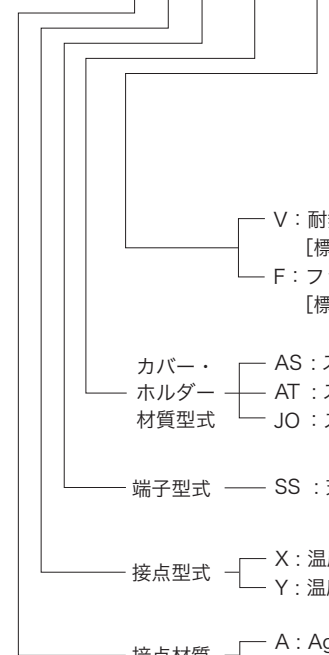 V：耐
[標
F：フ
[標
カバー・
ホルダー
材質型式
AS：ス
AT：ス
JO：ス
端子型式
SS：
接点型式
X：温
Y：温
接点材質
A：Ag